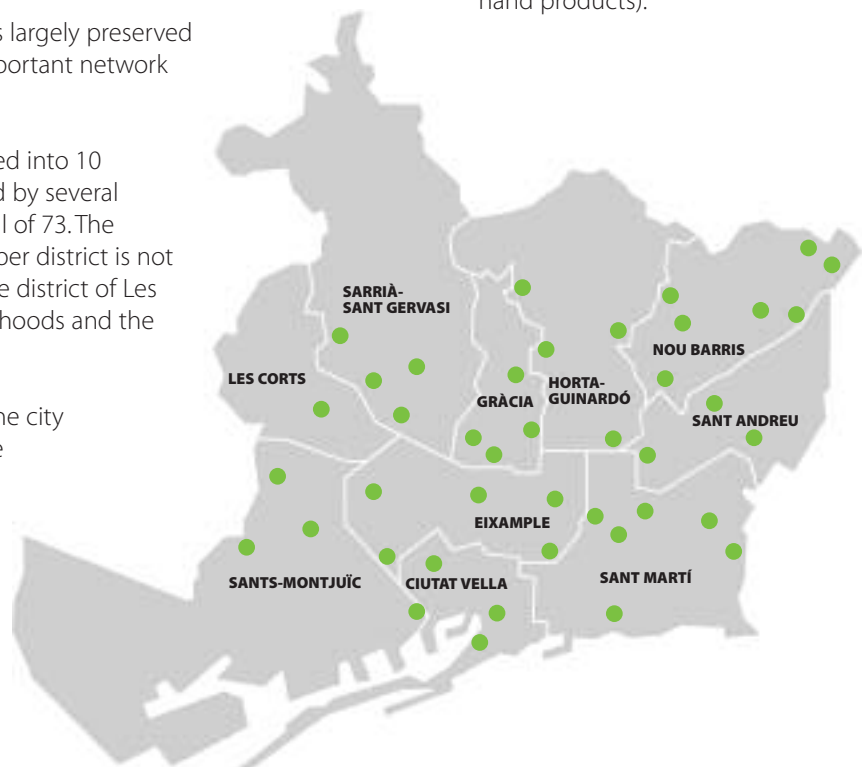 hand products).
s largely preserved
portant network
ed into 10
d by several
l of 73. The
per district is not
e district of Les
hoods and the
he city
e
SARRIÀ-
SANT GERVASI
LES CORTS
GRÀCIA
HORTA-
GUINARDÓ
NOU BARRIS
SANT ANDREU
EIXAMPLE
SANTS-MONTJUÏC
CIUTAT VELLA
SANT MARTÍ